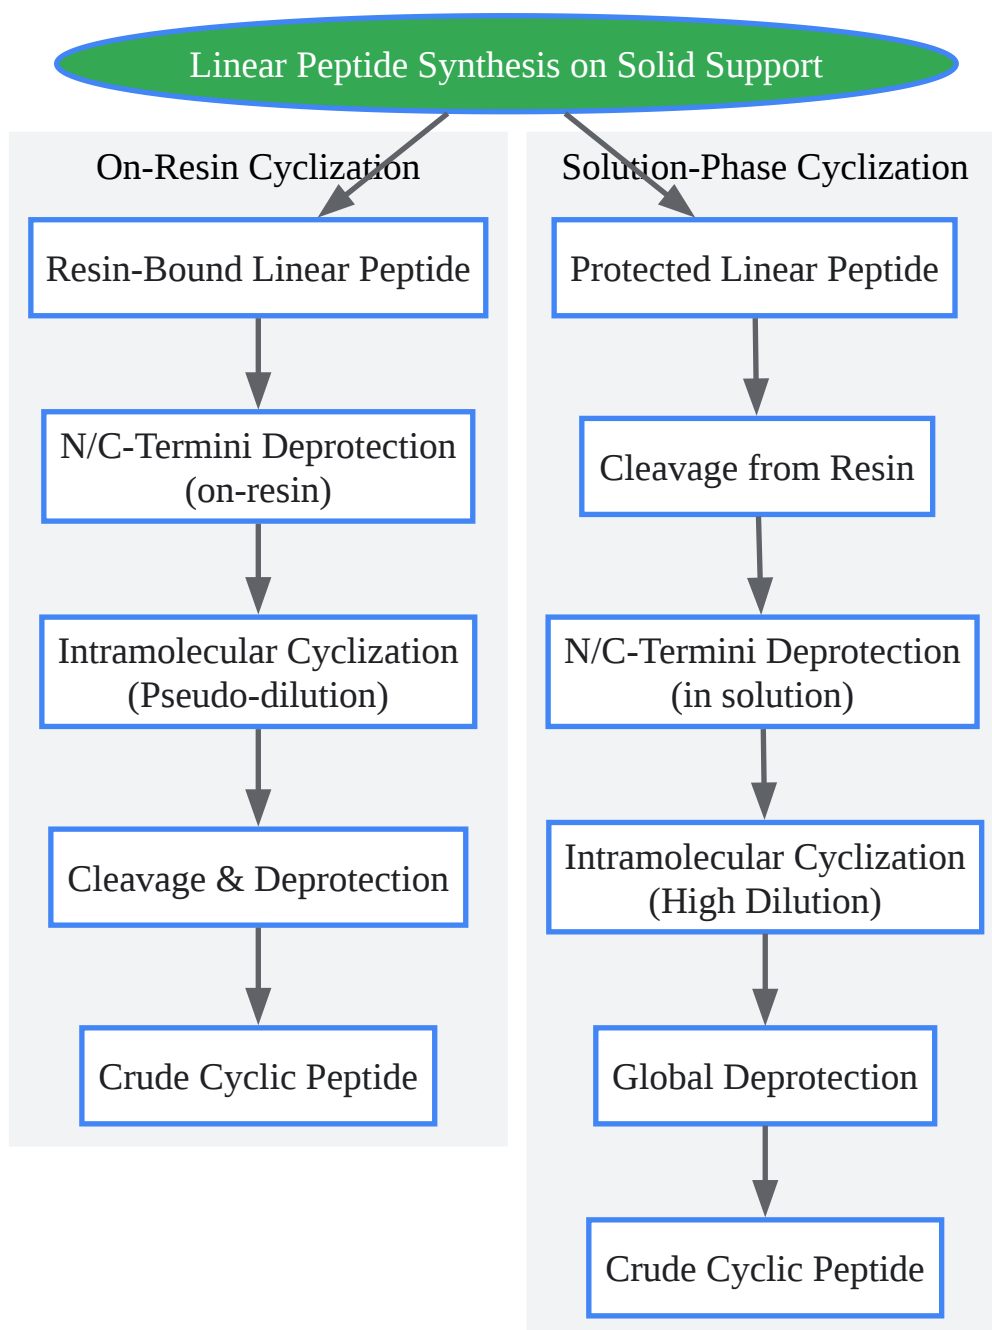 Linear Peptide Synthesis on Solid Support
On-Resin Cyclization
Resin-Bound Linear Peptide
N/C-Termini Deprotection
(on-resin)
Intramolecular Cyclization
(Pseudo-dilution)
Cleavage & Deprotection
Crude Cyclic Peptide
Solution-Phase Cyclization
Protected Linear Peptide
Cleavage from Resin
N/C-Termini Deprotection
(in solution)
Intramolecular Cyclization
(High Dilution)
Global Deprotection
Crude Cyclic Peptide